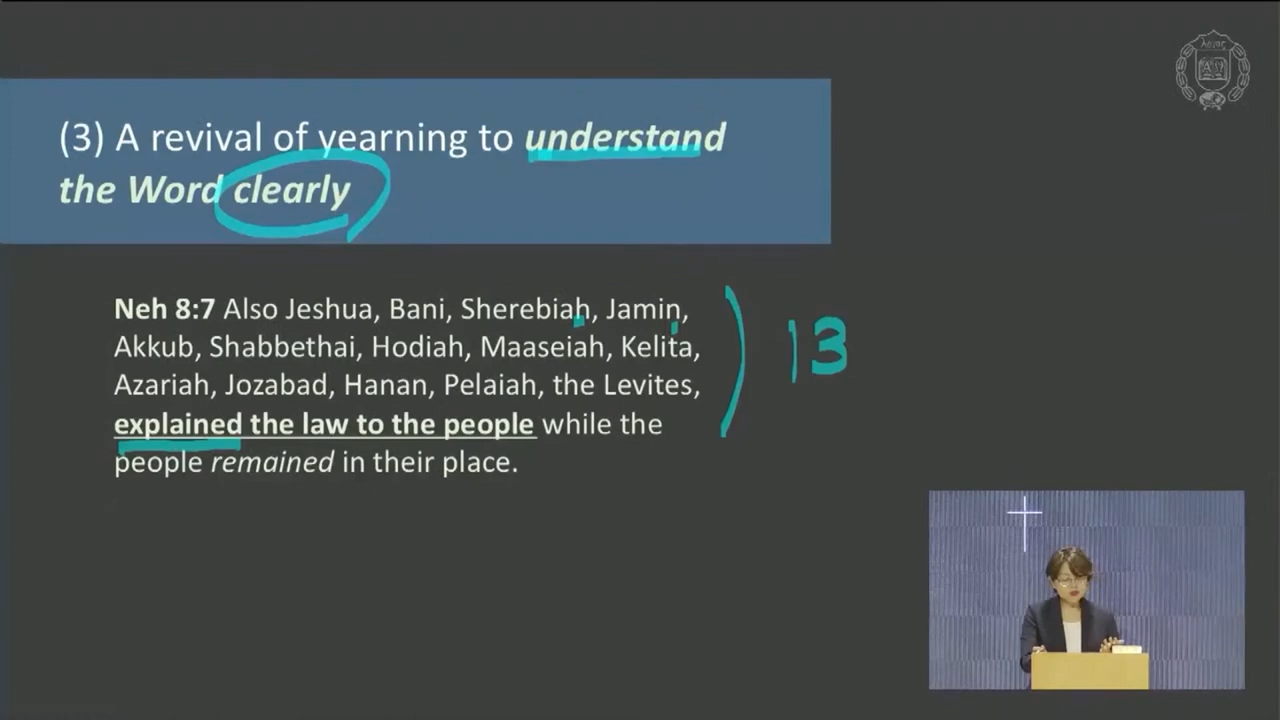 λόγος
(3) A revival of yearning to understand
the Word clearly
Neh 8:7 Also Jeshua, Bani, Sherebiah, Jamin,
Akkub, Shabbethai, Hodiah, Maaseiah, Kelita,
Azariah, Jozabad, Hanan, Pelaiah, the Levites,
explained the law to the people while the
people remained in their place.
13